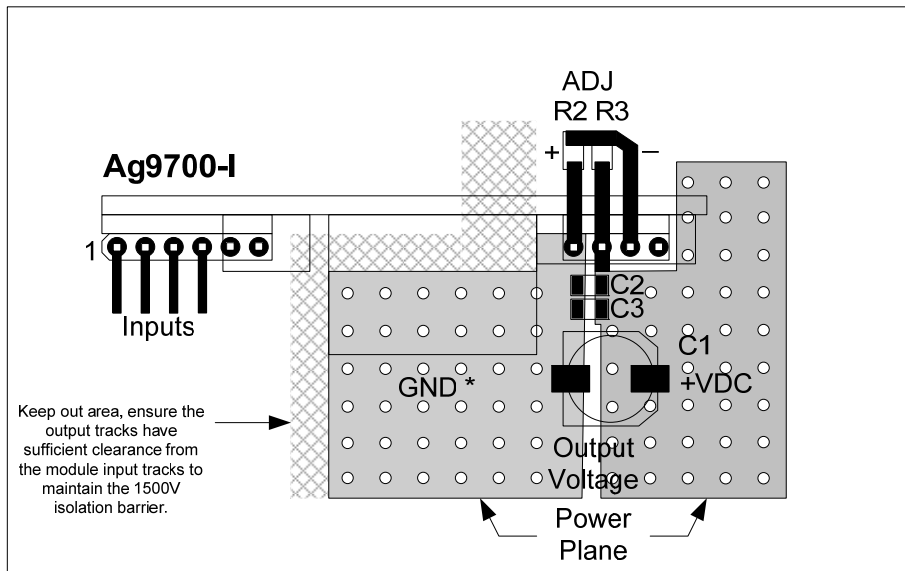 ADJ
R2 R3
+ –
Ag9700-I
1
Inputs
C2
C3
C1
GND *
+VDC
Keep out area, ensure the
output tracks have
sufficient clearance from
the module input tracks to
maintain the 1500V
isolation barrier.
Output
Voltage
Power
Plane